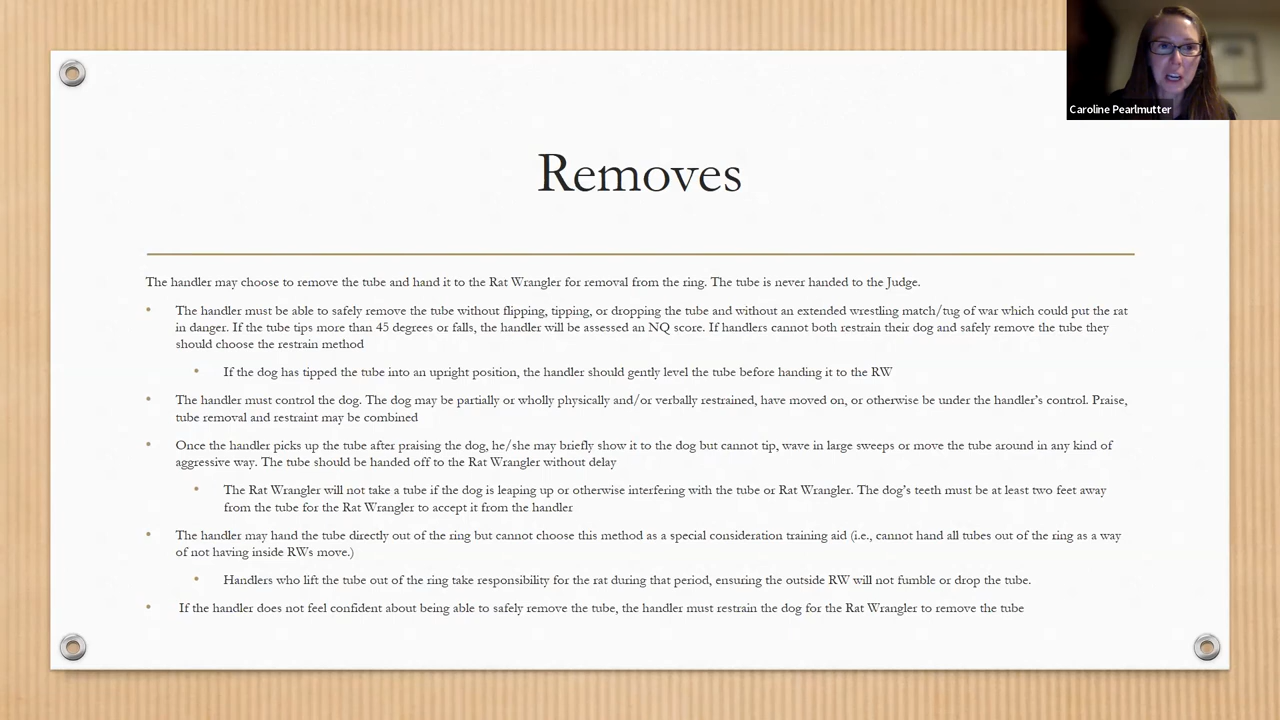 Caroline Pearlmutter
Removes
The handler may choose to remove the tube and hand it to the Rat Wrangler for removal from the ring. The tube is never handed to the Judge.
• The handler must be able to safely remove the tube without flipping, tipping, or dropping the tube and without an extended wrestling match/tug of war which could put the rat
in danger. If the tube tips more than 45 degrees or falls, the handler will be assessed an NQ score. If handlers cannot both restrain their dog and safely remove the tube they
should choose the restrain method
• If the dog has tipped the tube into an upright position, the handler should gently level the tube before handing it to the RW
• The handler must control the dog. The dog may be partially or wholly physically and/or verbally restrained, have moved on, or otherwise be under the handler's control. Praise,
tube removal and restraint may be combined
• Once the handler picks up the tube after praising the dog, he/she may briefly show it to the dog but cannot tip, wave in large sweeps or move the tube around in any kind of
aggressive way. The tube should be handed off to the Rat Wrangler without delay
• The Rat Wrangler will not take a tube if the dog is leaping up or otherwise interfering with the tube or Rat Wrangler. The dog's teeth must be at least two feet away
from the tube for the Rat Wrangler to accept it from the handler
• The handler may hand the tube directly out of the ring but cannot choose this method as a special consideration training aid (i.e., cannot hand all tubes out of the ring as a way
of not having inside RWs move.)
• Handlers who lift the tube out of the ring take responsibility for the rat during that period, ensuring the outside RW will not fumble or drop the tube.
• If the handler does not feel confident about being able to safely remove the tube, the handler must restrain the dog for the Rat Wrangler to remove the tube